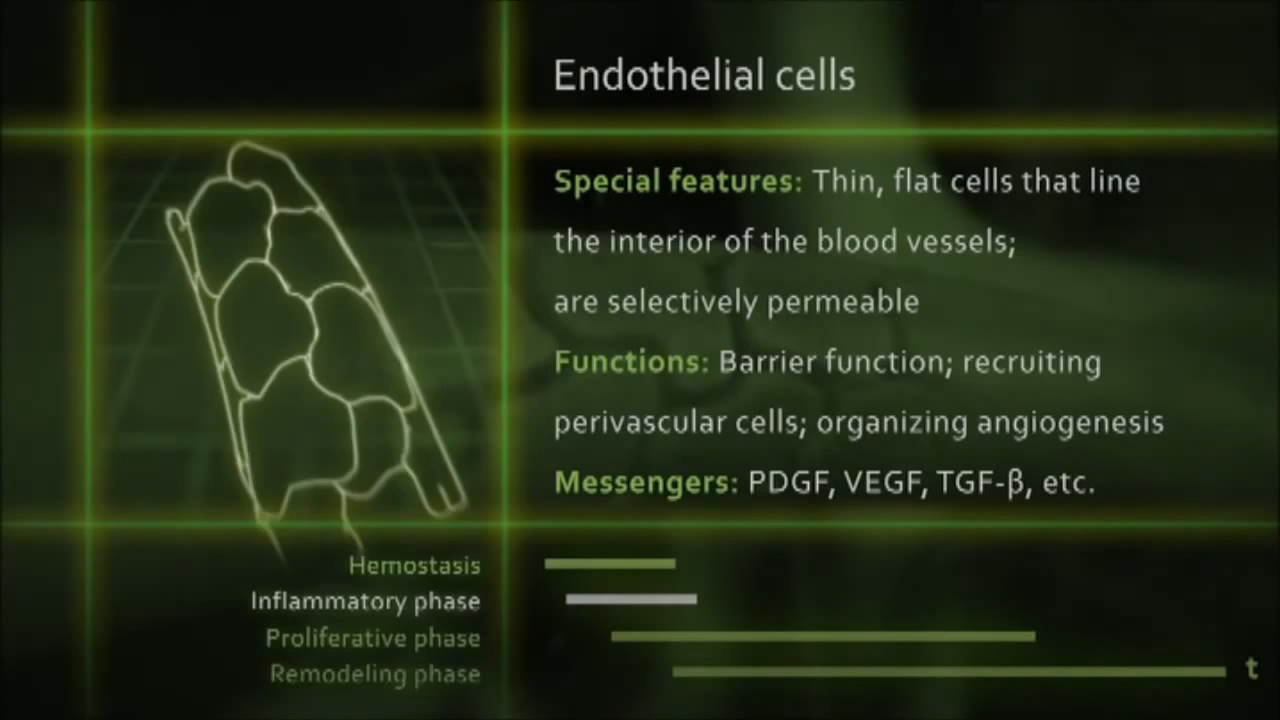 Endothelial cells
Special features: Thin, flat cells that line
the interior of the blood vessels;
are selectively permeable
Functions: Barrier function; recruiting
perivascular cells; organizing angiogenesis
Messengers: PDGF, VEGF, TGF-β, etc.
Hemostasis
Inflammatory phase
Proliferative phase
Remodeling phase
t